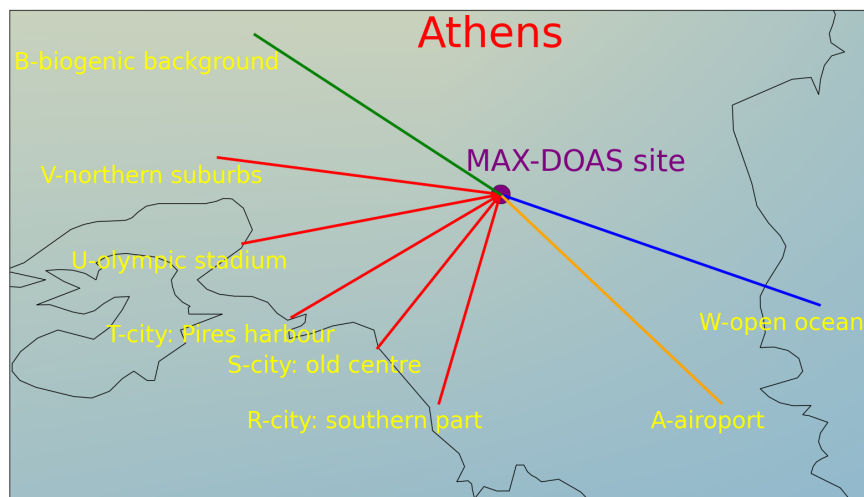 Athens
B-biogenic background
MAX-DOAS site
V-northern suburbs
U-olympic stadium
W-open ocean
T-city: Pires harbour
S-city: old centre
R-city: southern part
A-airoport